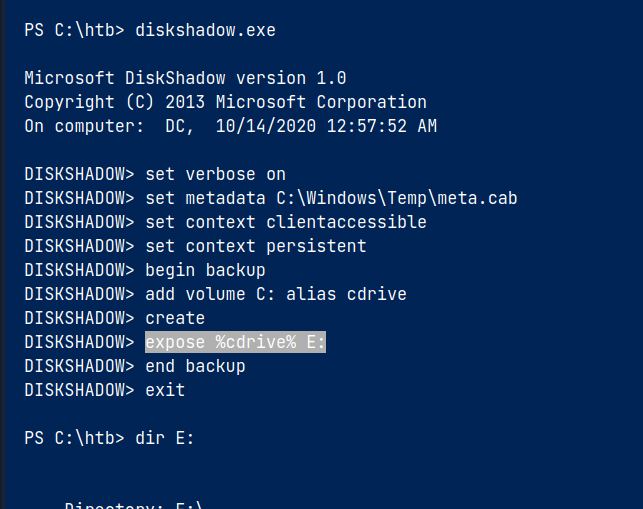 PS C:\htb> diskshadow.exe
Microsoft DiskShadow version 1.0
Copyright (C) 2013 Microsoft Corporation
On computer:  DC,  10/14/2020 12:57:52 AM
DISKSHADOW> set verbose on
DISKSHADOW> set metadata C:\Windows\Temp\meta.cab
DISKSHADOW> set context clientaccessible
DISKSHADOW> set context persistent
DISKSHADOW> begin backup
DISKSHADOW> add volume C: alias cdrive
DISKSHADOW> create
DISKSHADOW> expose %cdrive% E:
DISKSHADOW> end backup
DISKSHADOW> exit
PS C:\htb> dir E:
Directory: E:\